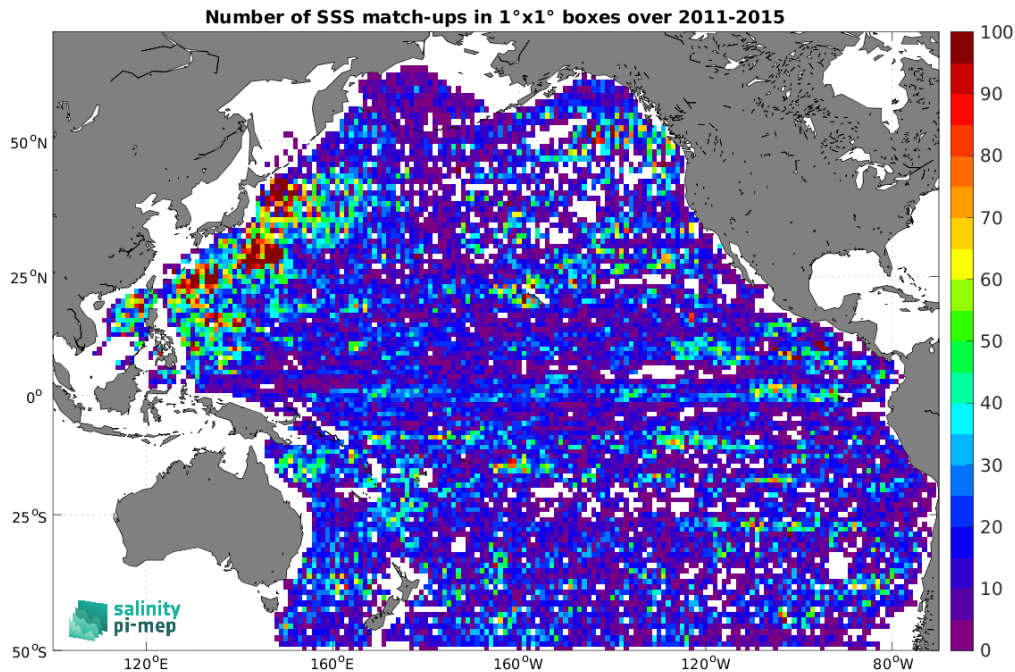 Number of SSS match-ups in 1°x1° boxes over 2011-2015
100
90
80
70
60
50
40
30
20
10
0
50°N
25°N
0°
25°S
50°S
120°E
160°E
160°W
120°W
80°W
salinity
pi-mep